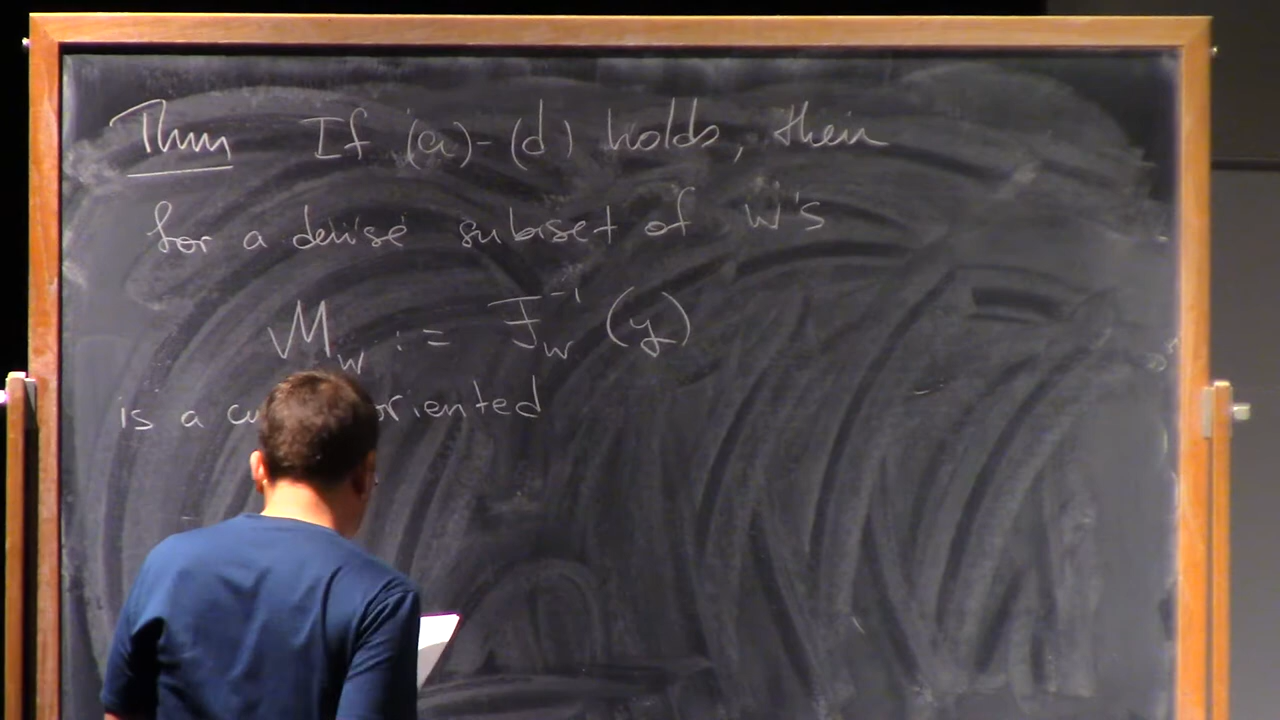 Thm If (a)-(d) holds, then
for a dense subset of W's
M_W := F_W^{-1} (y)
is a oriented